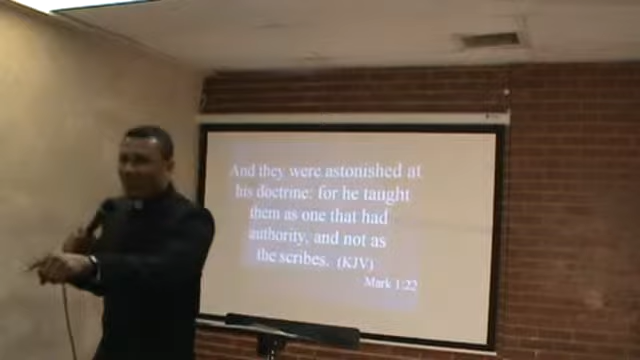 And they were astonished at
his doctrine: for he taught
them as one that had
authority, and not as
the scribes. (KJV)
Mark 1:22